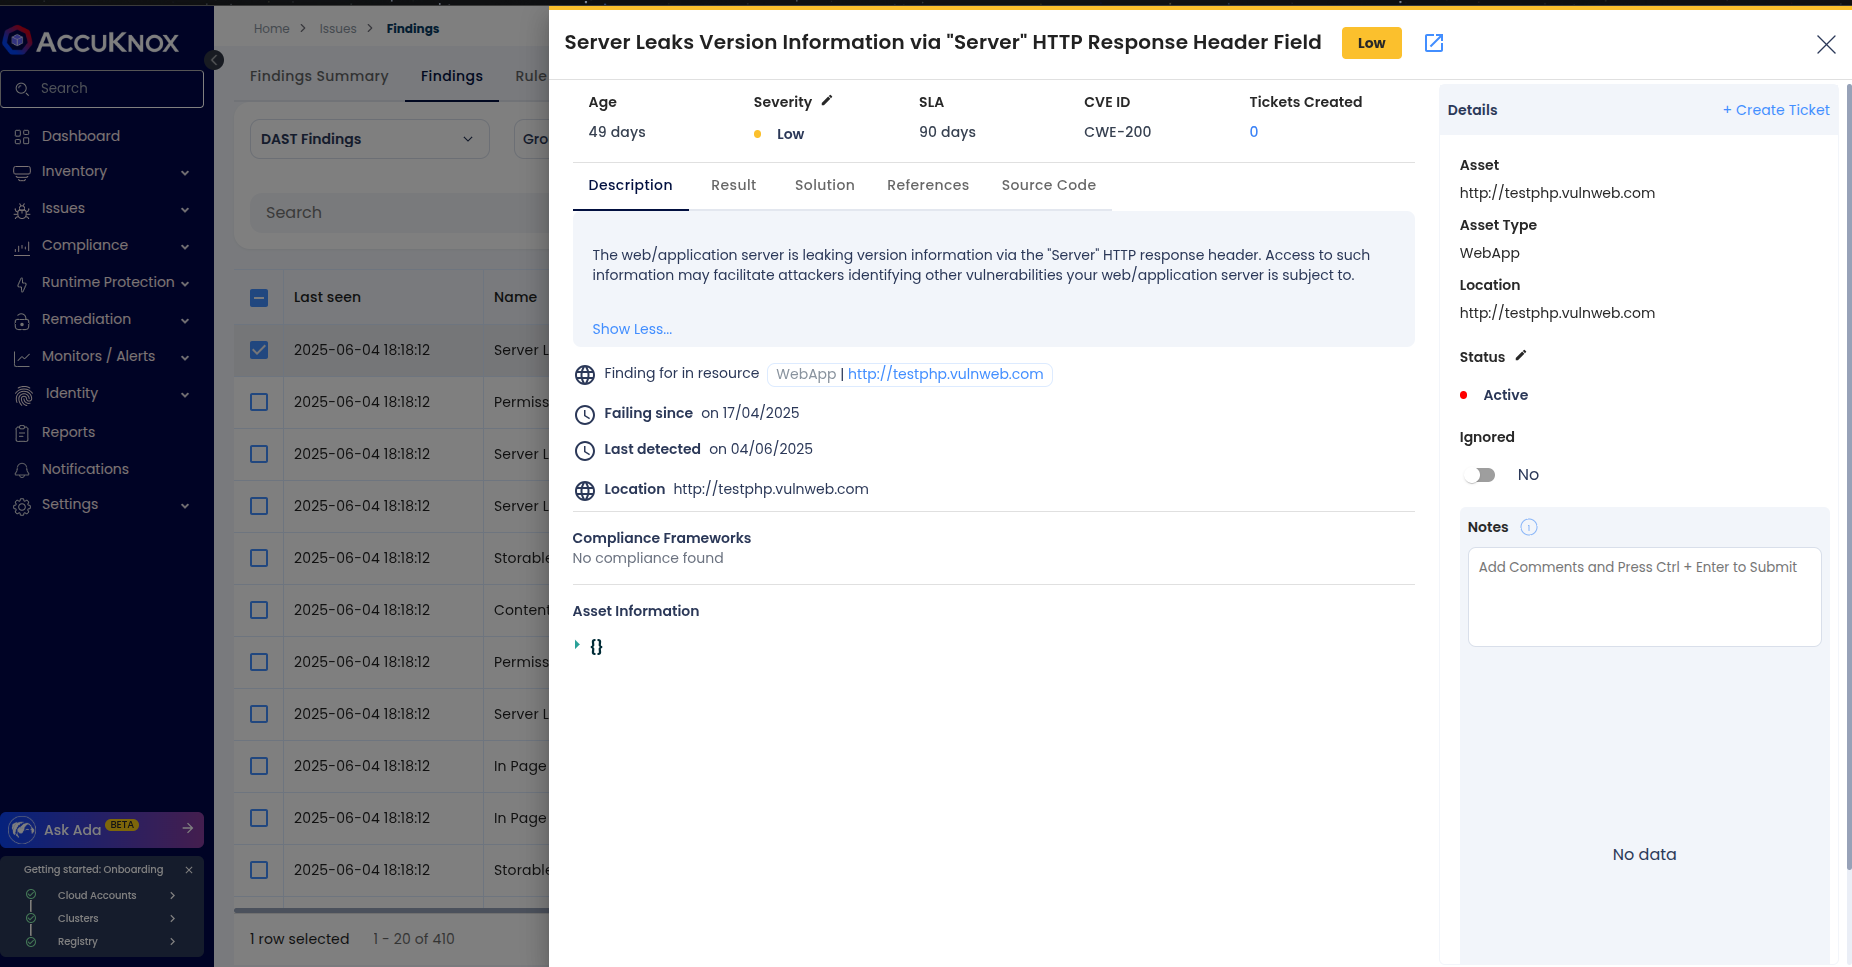 ACCUKNOX
Search
Dashboard
Inventory
Issues
Compliance
Runtime Protection
Remediation
Monitors / Alerts
Identity
Reports
Notifications
Settings
Ask Ada BETA
Getting started: Onboarding
Cloud Accounts
Clusters
Registry
Home > Issues > Findings
Findings Summary Findings Rule
DAST Findings Gro
Search
Last seen Name
2025-06-04 18:18:12 Server L
2025-06-04 18:18:12 Permiss
2025-06-04 18:18:12 Server L
2025-06-04 18:18:12 Server L
2025-06-04 18:18:12 Storable
2025-06-04 18:18:12 Content
2025-06-04 18:18:12 Permiss
2025-06-04 18:18:12 Server L
2025-06-04 18:18:12 In Page
2025-06-04 18:18:12 In Page
2025-06-04 18:18:12 Storable
1 row selected 1 - 20 of 410
Server Leaks Version Information via "Server" HTTP Response Header Field Low
Age Severity SLA CVE ID Tickets Created
49 days Low 90 days CWE-200 0
Description Result Solution References Source Code
The web/application server is leaking version information via the "Server" HTTP response header. Access to such
information may facilitate attackers identifying other vulnerabilities your web/application server is subject to.
Show Less...
Finding for in resource WebApp | http://testphp.vulnweb.com
Failing since on 17/04/2025
Last detected on 04/06/2025
Location http://testphp.vulnweb.com
Compliance Frameworks
No compliance found
Asset Information
{}
Details + Create Ticket
Asset
http://testphp.vulnweb.com
Asset Type
WebApp
Location
http://testphp.vulnweb.com
Status
Active
Ignored
No
Notes
Add Comments and Press Ctrl + Enter to Submit
No data